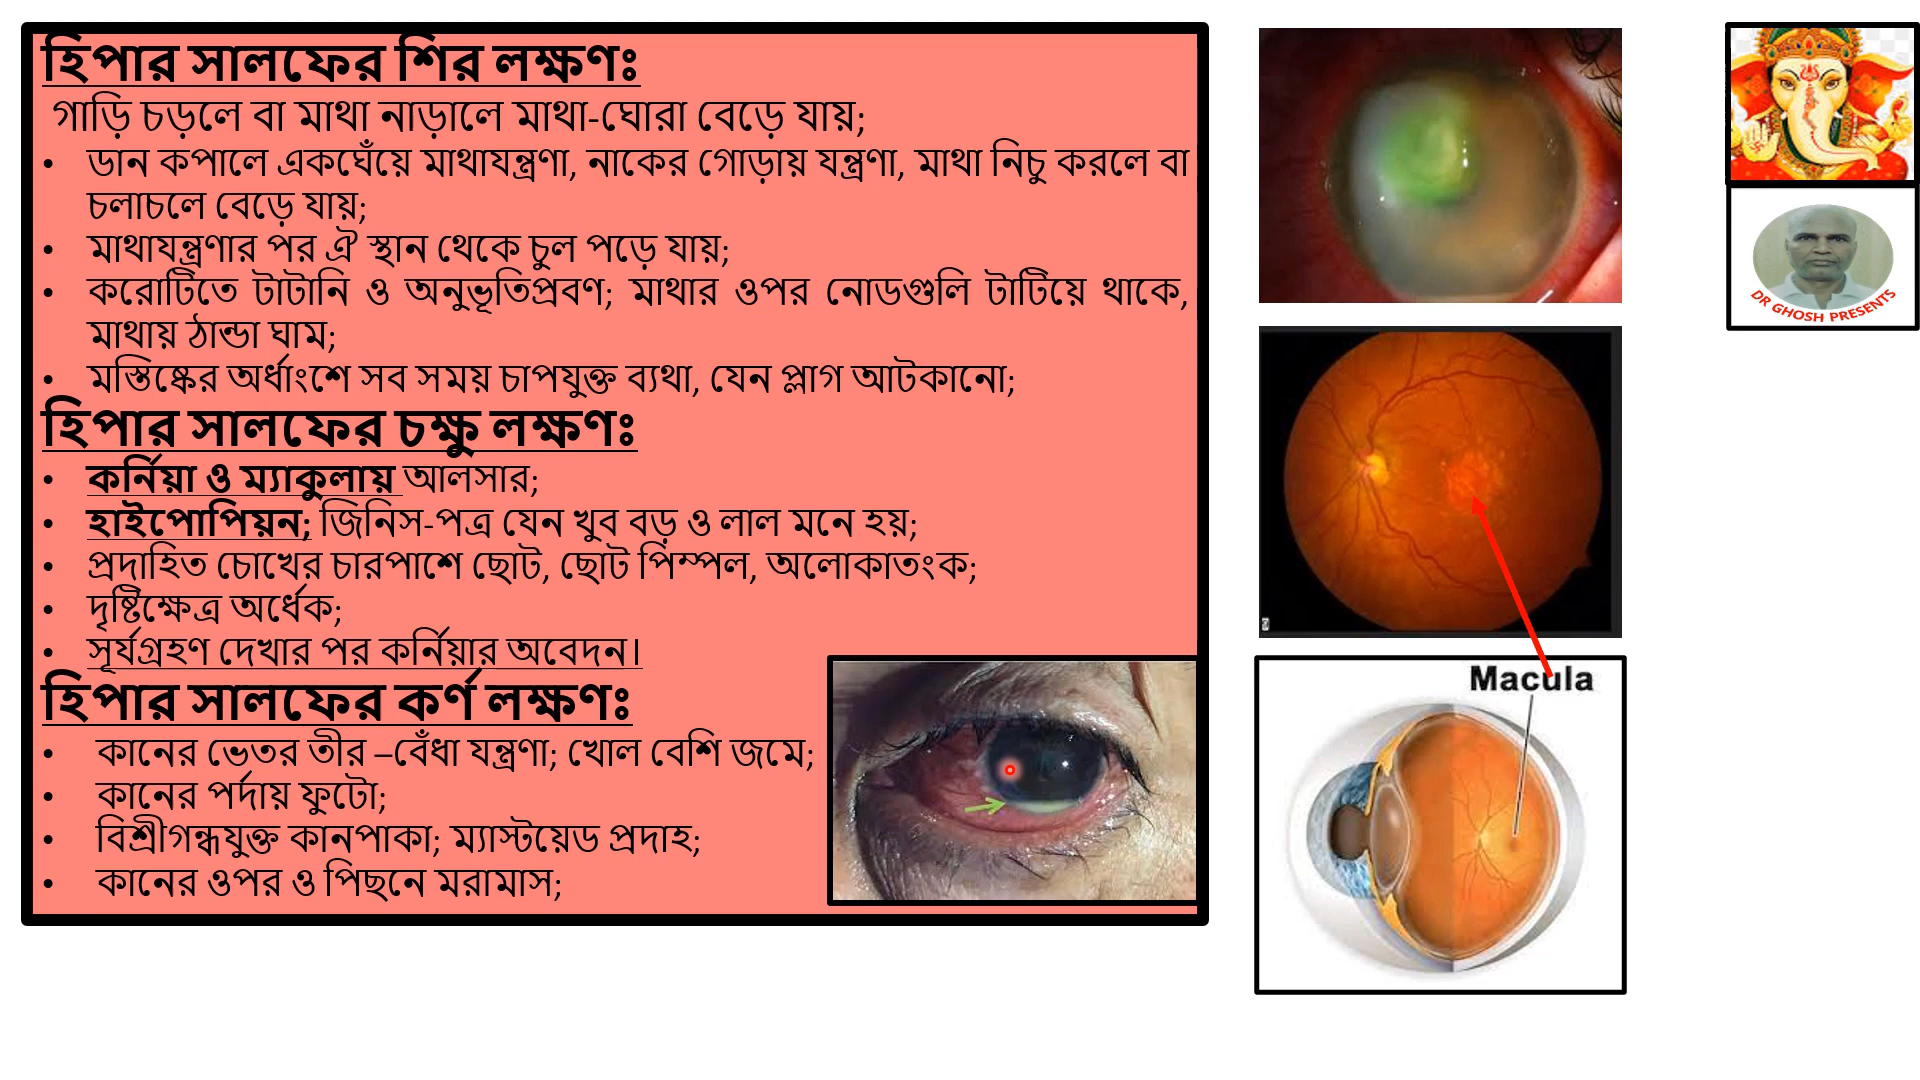 হিপার সালফের শির লক্ষণঃ
গাড়ি চড়লে বা মাথা নাড়ালে মাথা-ঘোরা বেড়ে যায়;
• ডান কপালে একঘেঁয়ে মাথাযন্ত্রণা, নাকের গোড়ায় যন্ত্রণা, মাথা নিচু করলে বা
চলাচলে বেড়ে যায়;
• মাথাযন্ত্রণার পর ঐ স্থান থেকে চুল পড়ে যায়;
• করোটিতে টাটানি ও অনুভূতিপ্রবণ; মাথার ওপর নোডগুলি টাটিয়ে থাকে,
মাথায় ঠান্ডা ঘাম;
• মস্তিষ্কের অর্ধাংশে সব সময় চাপযুক্ত ব্যথা, যেন প্লাগ আটকানো;
হিপার সালফের চক্ষু লক্ষণঃ
• কর্নিয়া ও ম্যাকুলায় আলসার;
• হাইপোপিয়ন; জিনিস-পত্র যেন খুব বড় ও লাল মনে হয়;
• প্রদাহিত চোখের চারপাশে ছোট, ছোট পিম্পল, অলোকাতংক;
• দৃষ্টিক্ষেত্র অর্ধেক;
• সূর্যগ্রহণ দেখার পর কর্নিয়ার অবেদন।
হিপার সালফের কর্ণ লক্ষণঃ
• কানের ভেতর তীর –বেঁধা যন্ত্রণা; খোল বেশি জমে;
• কানের পর্দায় ফুটো;
• বিশ্রীগন্ধযুক্ত কানপাকা; ম্যাস্টয়েড প্রদাহ;
• কানের ওপর ও পিছনে মরামাস;
Macula
DR GHOSH PRESENTS